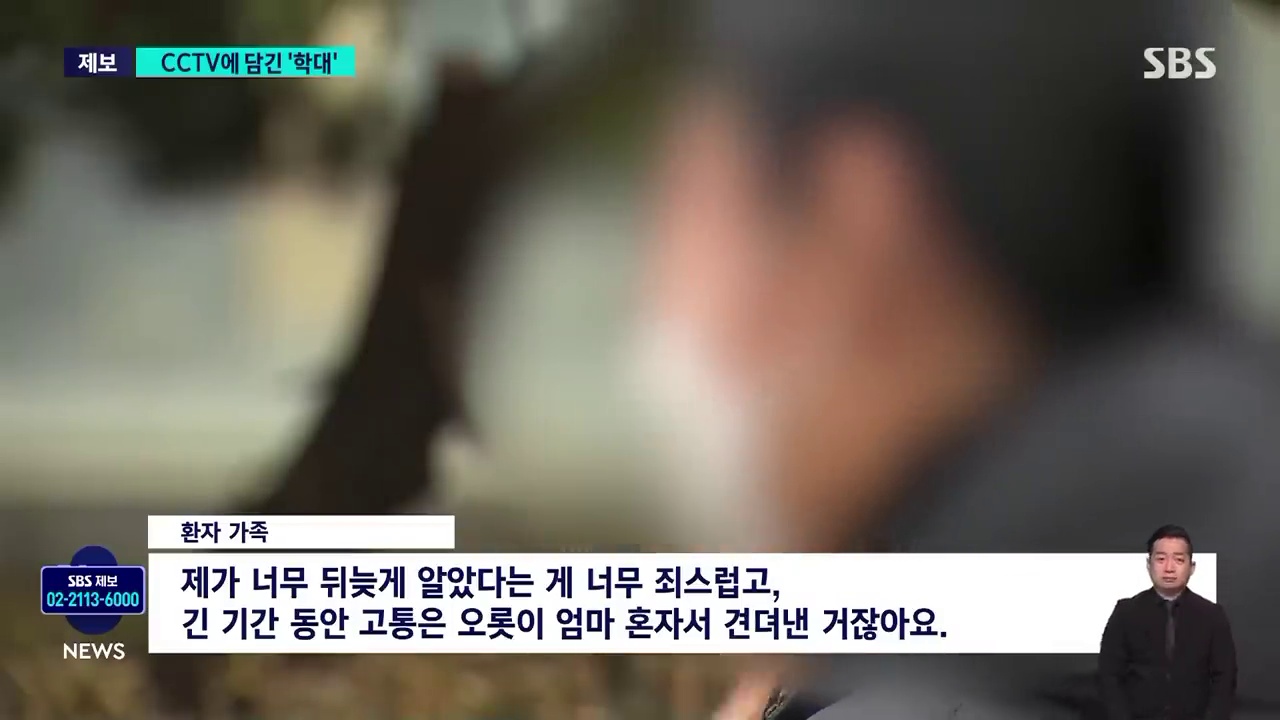 제보 CCTV에 담긴 '학대'
SBS
환자 가족
제가 너무 뒤늦게 알았다는 게 너무 죄스럽고,
긴 기간 동안 고통은 오롯이 엄마 혼자서 견뎌낸 거잖아요.
SBS 제보
02-2113-6000
NEWS